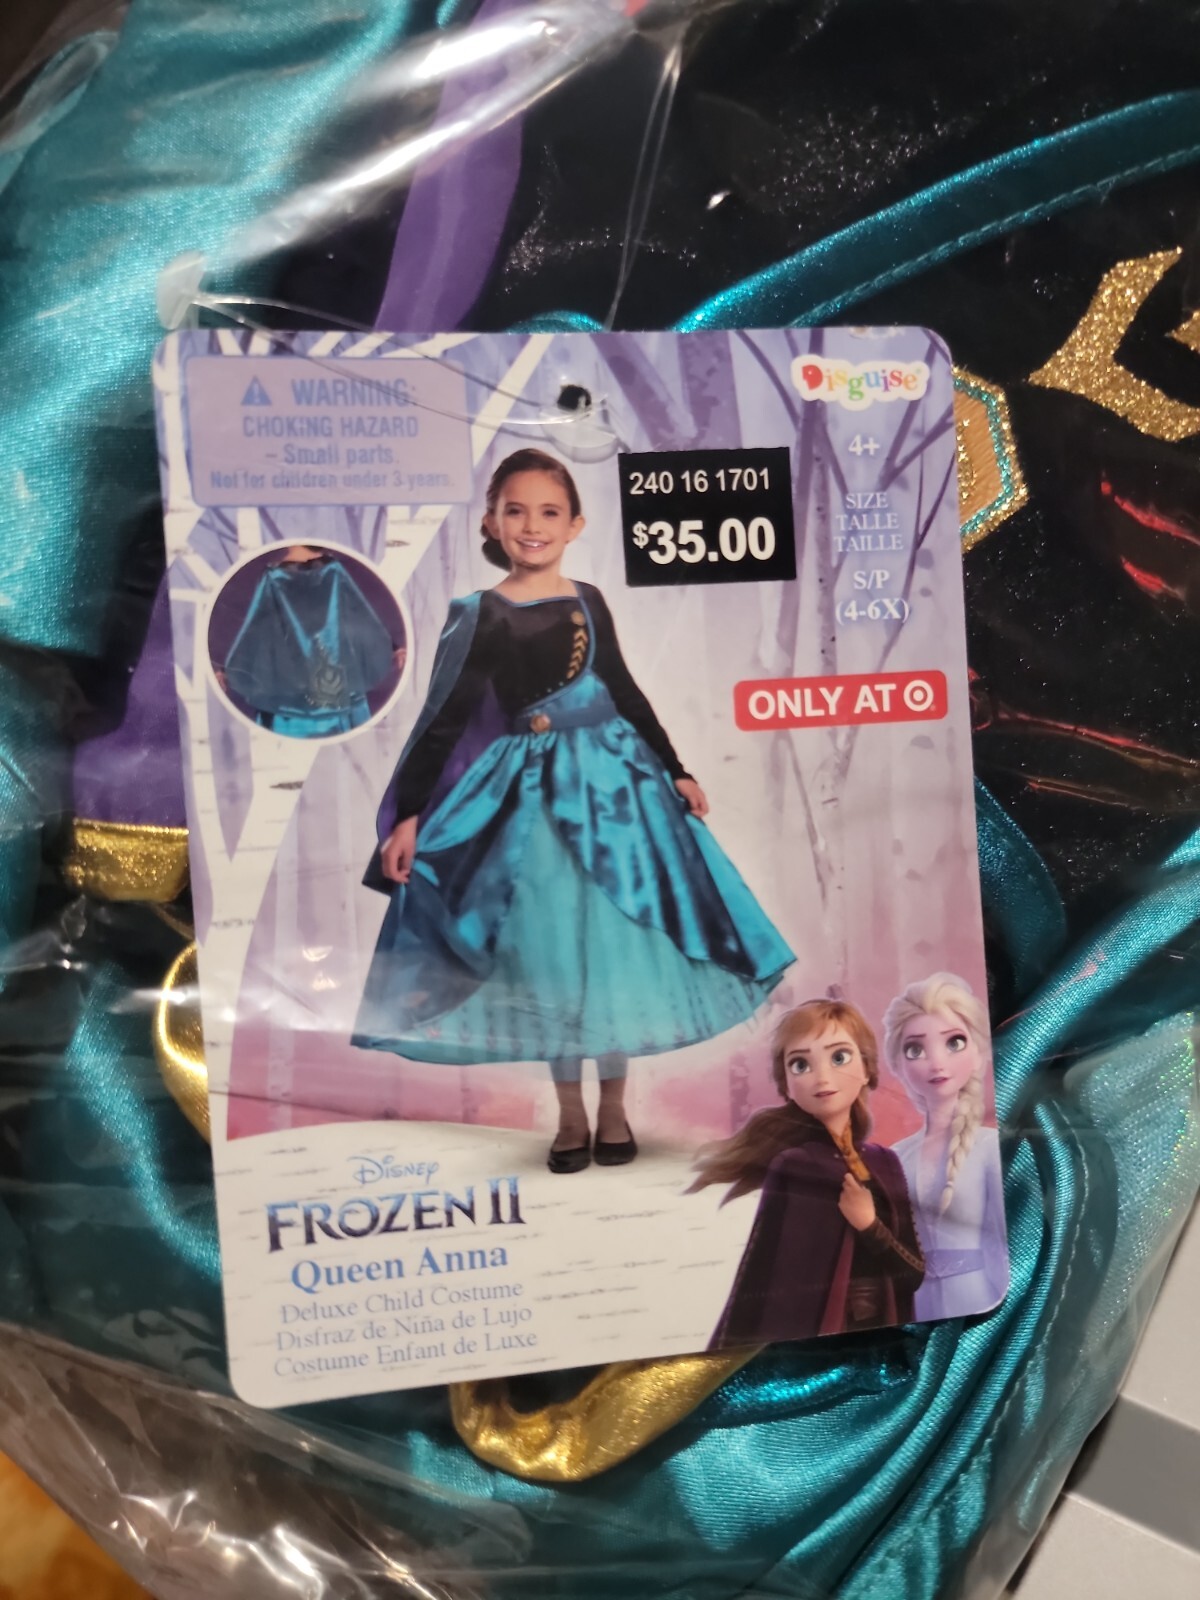 WARNING:
CHOKING HAZARD
– Small parts.
Not for children under 3 years.
Disguise
240 16 1701
$35.00
4+
SIZE
TALLE
TAILLE
S/P
(4-6X)
ONLY AT
Disney
FROZEN II
Queen Anna
Deluxe Child Costume
Disfraz de Niña de Lujo
Costume Enfant de Luxe